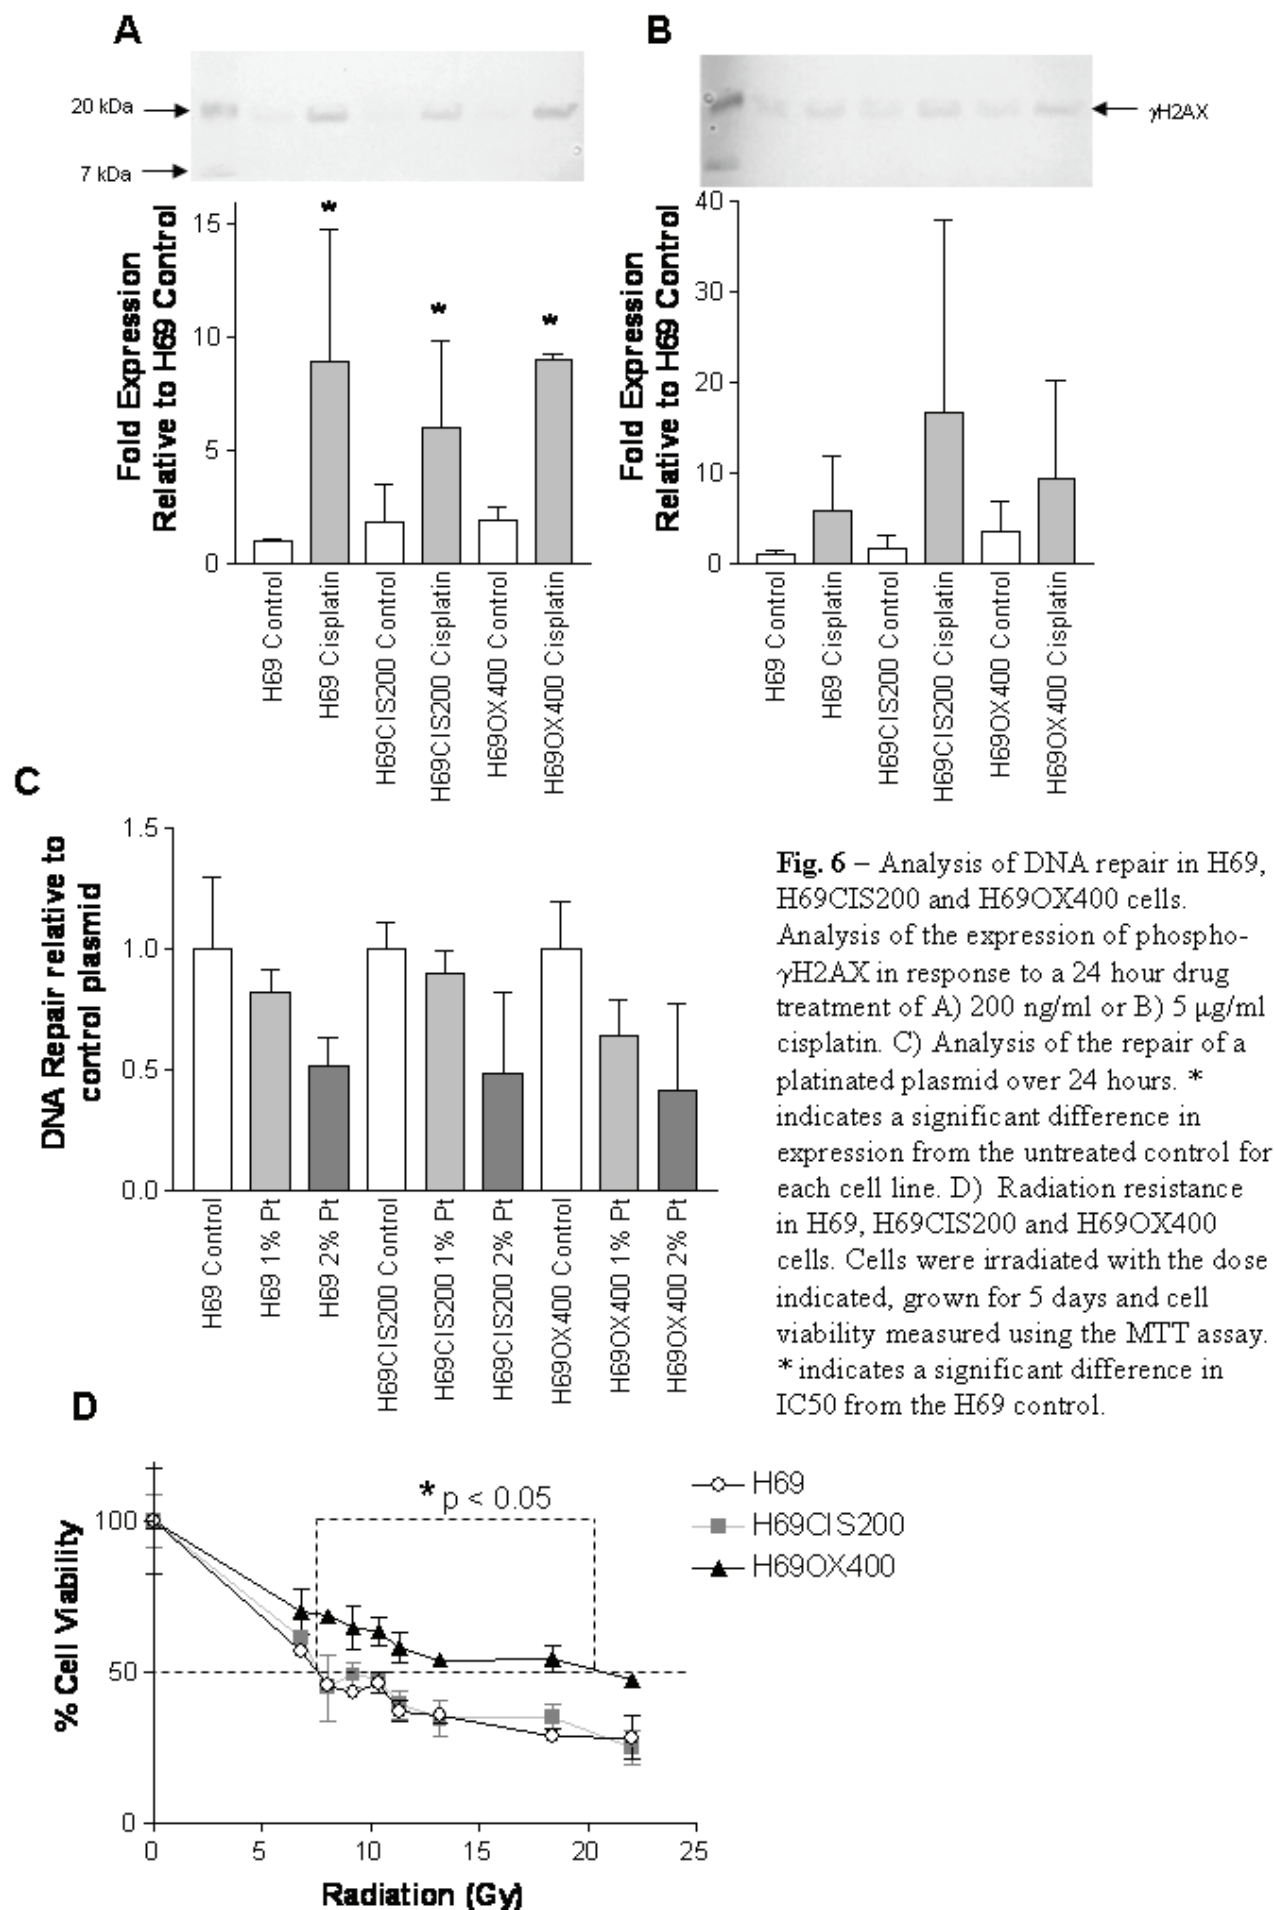 A
B
20 kDa
7 kDa
γH2AX
Fold Expression
Relative to H69 Control
15
10
5
0
*
*
*
H69 Control
H69 Cisplatin
H69CIS200 Control
H69CIS200 Cisplatin
H69OX400 Control
H69OX400 Cisplatin
Fold Expression
Relative to H69 Control
40
30
20
10
0
H69 Control
H69 Cisplatin
H69CIS200 Control
H69CIS200 Cisplatin
H69OX400 Control
H69OX400 Cisplatin
C
DNA Repair relative to
control plasmid
1.5
1.0
0.5
0.0
H69 Control
H69 1% Pt
H69 2% Pt
H69CIS200 Control
H69CIS200 1% Pt
H69CIS200 2% Pt
H69OX400 Control
H69OX400 1% Pt
H69OX400 2% Pt
Fig. 6 – Analysis of DNA repair in H69,
H69CIS200 and H69OX400 cells.
Analysis of the expression of phospho-
γH2AX in response to a 24 hour drug
treatment of A) 200 ng/ml or B) 5 μg/ml
cisplatin. C) Analysis of the repair of a
platinated plasmid over 24 hours. *
indicates a significant difference in
expression from the untreated control for
each cell line. D) Radiation resistance
in H69, H69CIS200 and H69OX400
cells. Cells were irradiated with the dose
indicated, grown for 5 days and cell
viability measured using the MTT assay.
* indicates a significant difference in
IC50 from the H69 control.
D
% Cell Viability
100
50
0
* p < 0.05
H69
H69CIS200
H69OX400
0
5
10
15
20
25
Radiation (Gy)